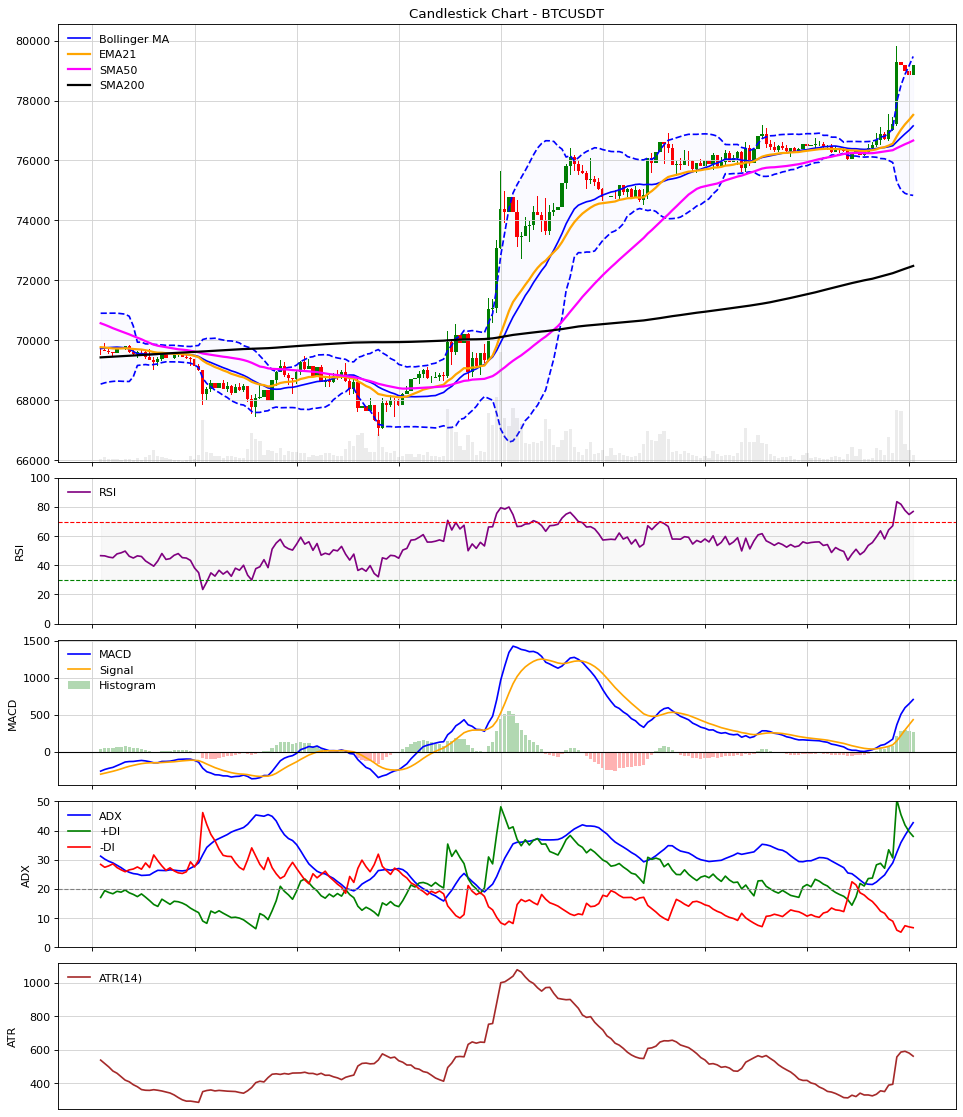 Candlestick Chart - BTCUSDT
Bollinger MA
EMA21
SMA50
SMA200
80000
78000
76000
74000
72000
70000
68000
66000
RSI
RSI
100
80
60
40
20
0
MACD
Signal
Histogram
MACD
1500
1000
500
0
ADX
+DI
-DI
ADX
50
40
30
20
10
0
ATR(14)
ATR
1000
800
600
400